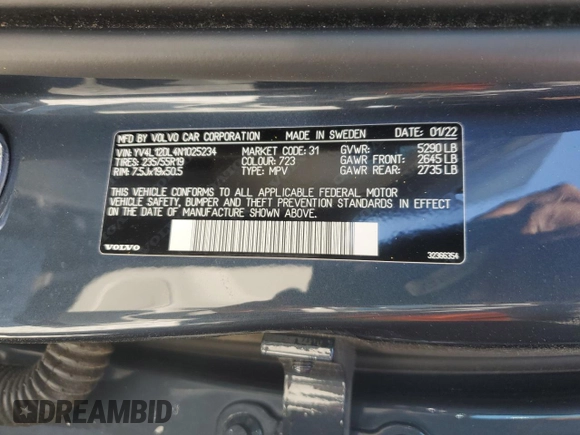 MFD BY VOLVO CAR CORPORATION MADE IN SWEDEN DATE: 01/22
VIN: YV4L12DL4N1025234 MARKET CODE: 31 GVWR: 5290 LB
TIRES: 235/55R19 COLOUR: 723 GAWR FRONT: 2645 LB
RIM: 7.5Jx19x50.5 TYPE: MPV GAWR REAR: 2735 LB
THIS VEHICLE CONFORMS TO ALL APPLICABLE FEDERAL MOTOR
VEHICLE SAFETY, BUMPER AND THEFT PREVENTION STANDARDS IN EFFECT
ON THE DATE OF MANUFACTURE SHOWN ABOVE.
VOLVO 32366354
DREAMBID